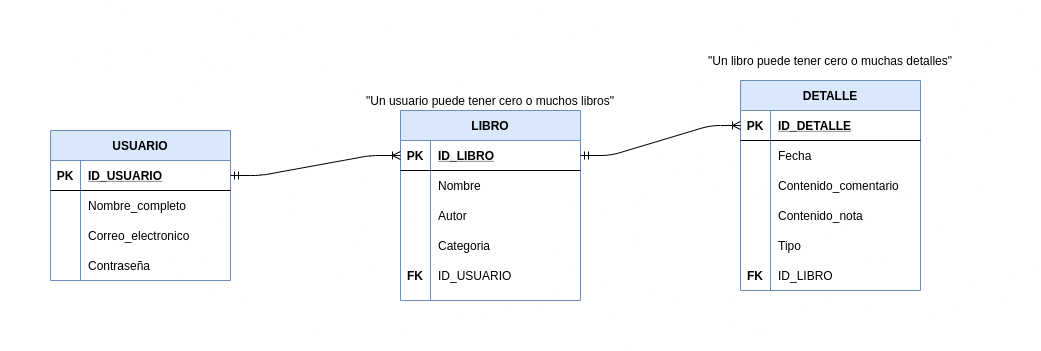 "Un libro puede tener cero o muchas detalles"
"Un usuario puede tener cero o muchos libros"
USUARIO
PK ID_USUARIO
Nombre_completo
Correo_electronico
Contraseña
LIBRO
PK ID_LIBRO
Nombre
Autor
Categoria
FK ID_USUARIO
DETALLE
PK ID_DETALLE
Fecha
Contenido_comentario
Contenido_nota
Tipo
FK ID_LIBRO